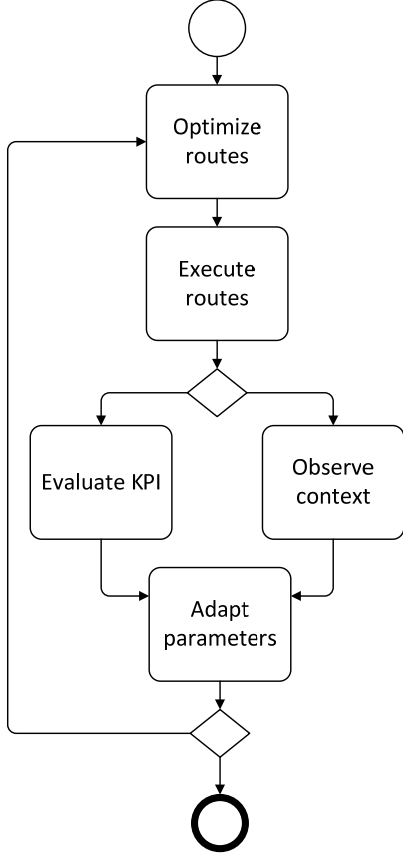 Optimize
routes
Execute
routes
Evaluate KPI
Observe
context
Adapt
parameters